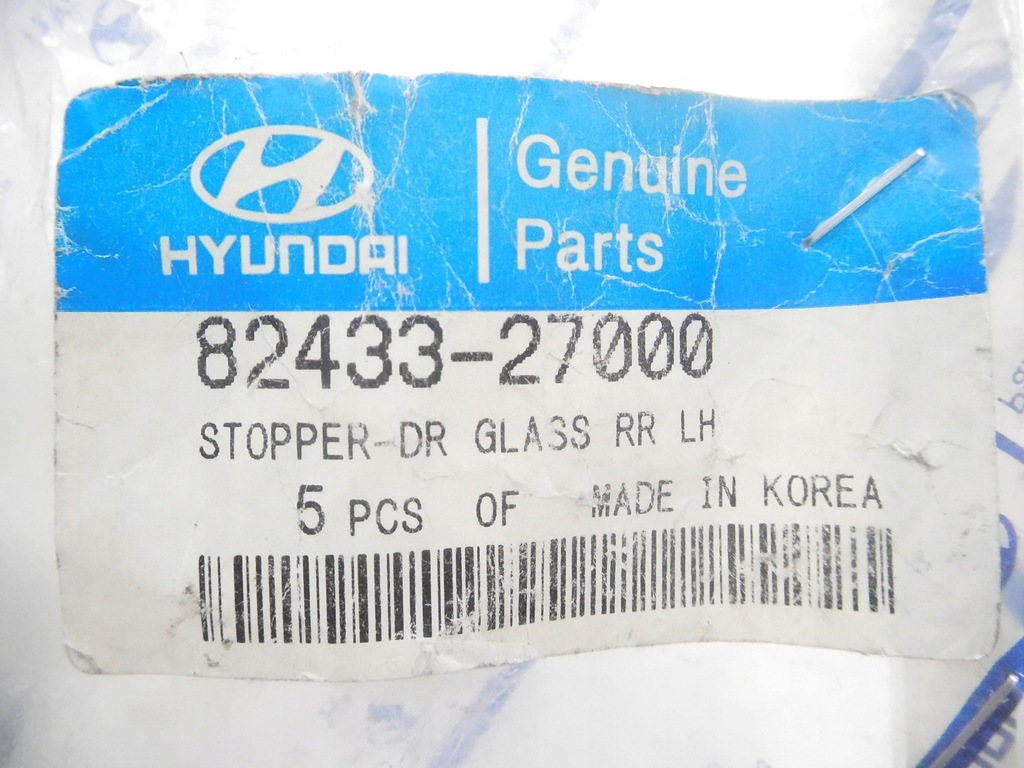 HYUNDAI
Genuine
Parts
82433-27000
STOPPER-DR GLASS RR LH
5 PCS OF MADE IN KOREA